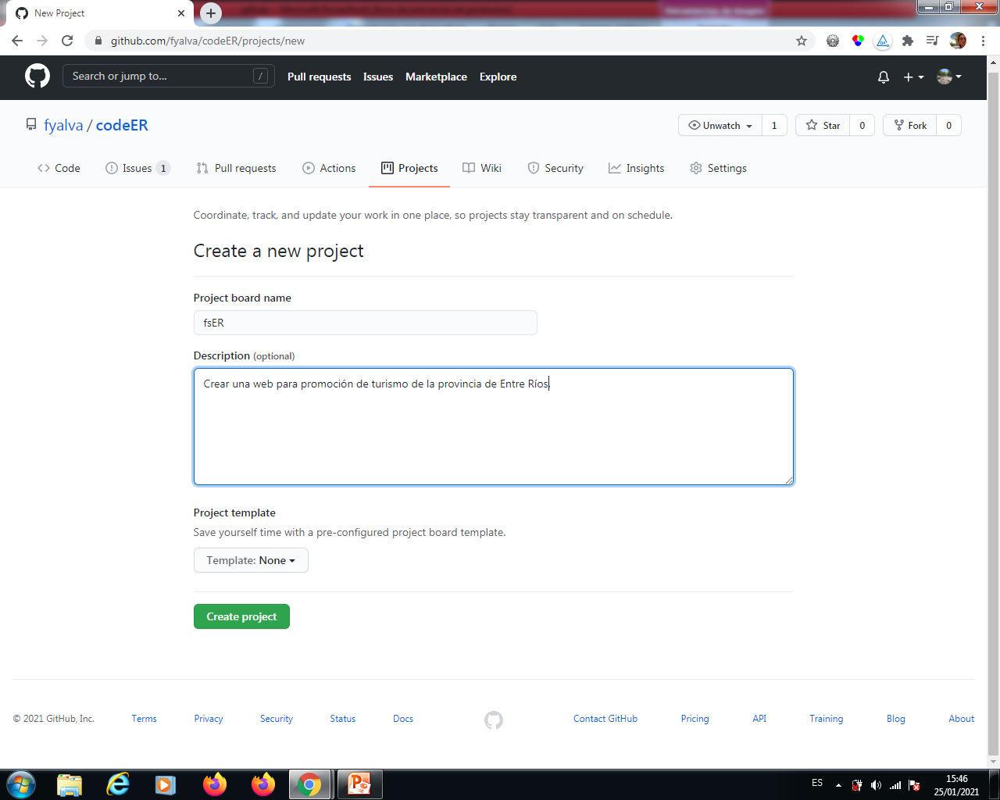 New Project
github.com/fyalva/codeER/projects/new
Search or jump to... /
Pull requests Issues Marketplace Explore
fyalva / codeER
Unwatch 1 Star 0 Fork 0
Code Issues 1 Pull requests Actions Projects Wiki Security Insights Settings
Coordinate, track, and update your work in one place, so projects stay transparent and on schedule.
Create a new project
Project board name
fsER
Description (optional)
Crear una web para promoción de turismo de la provincia de Entre Ríos.
Project template
Save yourself time with a pre-configured project board template.
Template: None
Create project
© 2021 GitHub, Inc. Terms Privacy Security Status Docs Contact GitHub Pricing API Training Blog About
ES 15:46
25/01/2021